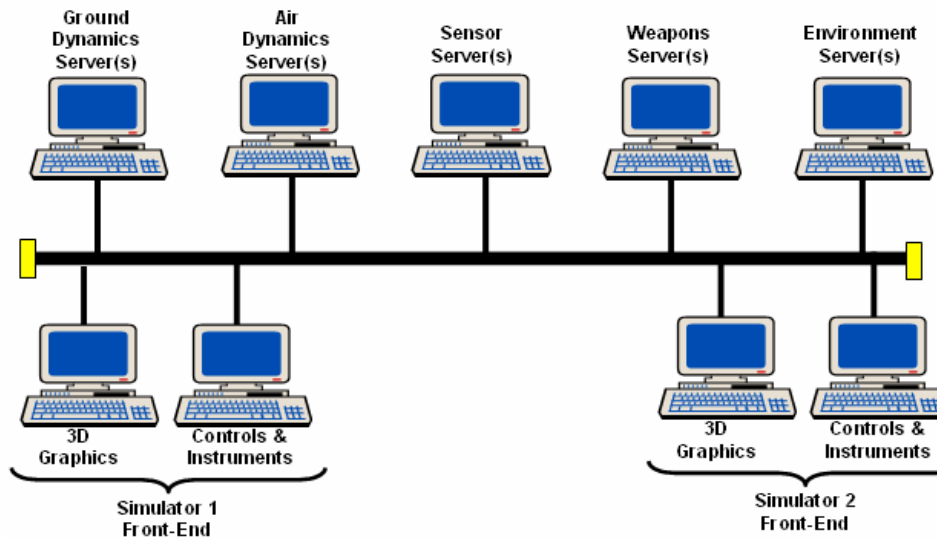 Ground
Dynamics
Server(s)
Air
Dynamics
Server(s)
Sensor
Server(s)
Weapons
Server(s)
Environment
Server(s)
3D
Graphics
Controls &
Instruments
Simulator 1
Front-End
3D
Graphics
Controls &
Instruments
Simulator 2
Front-End